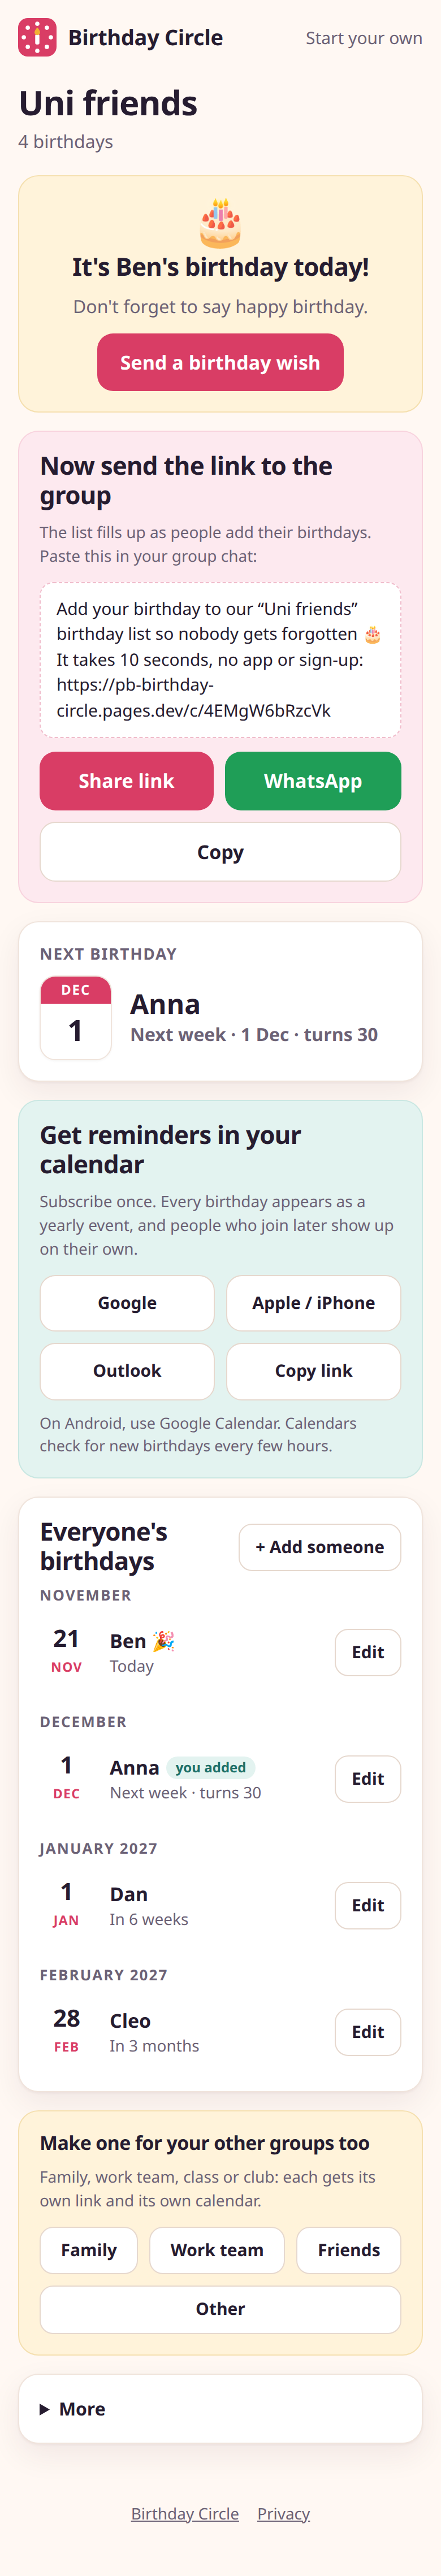 Birthday Circle
Start your own
Uni friends
4 birthdays
It's Ben's birthday today!
Don't forget to say happy birthday.
Send a birthday wish
Now send the link to the
group
The list fills up as people add their birthdays.
Paste this in your group chat:
Add your birthday to our “Uni friends”
birthday list so nobody gets forgotten 🎂
It takes 10 seconds, no app or sign-up:
https://pb-birthday-
circle.pages.dev/c/4EMgW6bRzcVk
Share link
WhatsApp
Copy
NEXT BIRTHDAY
DEC
1
Anna
Next week · 1 Dec · turns 30
Get reminders in your
calendar
Subscribe once. Every birthday appears as a
yearly event, and people who join later show up
on their own.
Google
Apple / iPhone
Outlook
Copy link
On Android, use Google Calendar. Calendars
check for new birthdays every few hours.
Everyone's
birthdays
+ Add someone
NOVEMBER
21
NOV
Ben 🎉
Today
Edit
DECEMBER
1
DEC
Anna you added
Next week · turns 30
Edit
JANUARY 2027
1
JAN
Dan
In 6 weeks
Edit
FEBRUARY 2027
28
FEB
Cleo
In 3 months
Edit
Make one for your other groups too
Family, work team, class or club: each gets its
own link and its own calendar.
Family
Work team
Friends
Other
▶ More
Birthday Circle
Privacy